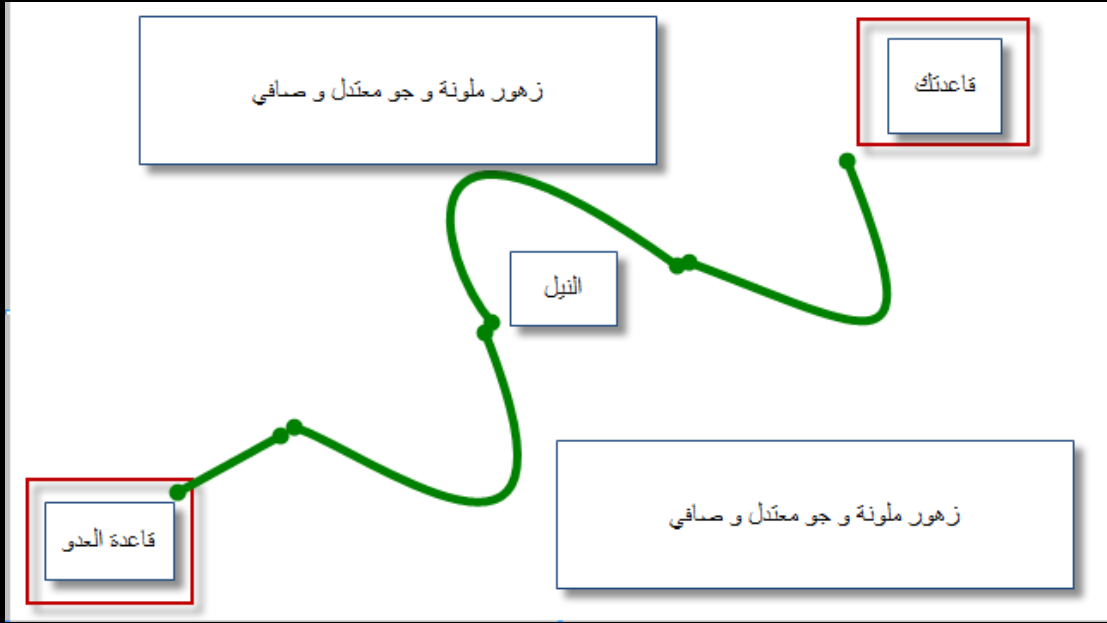 زهور ملونة و جو معتدل و صافي
قاعدتك
النيل
زهور ملونة و جو معتدل و صافي
قاعدة العدو